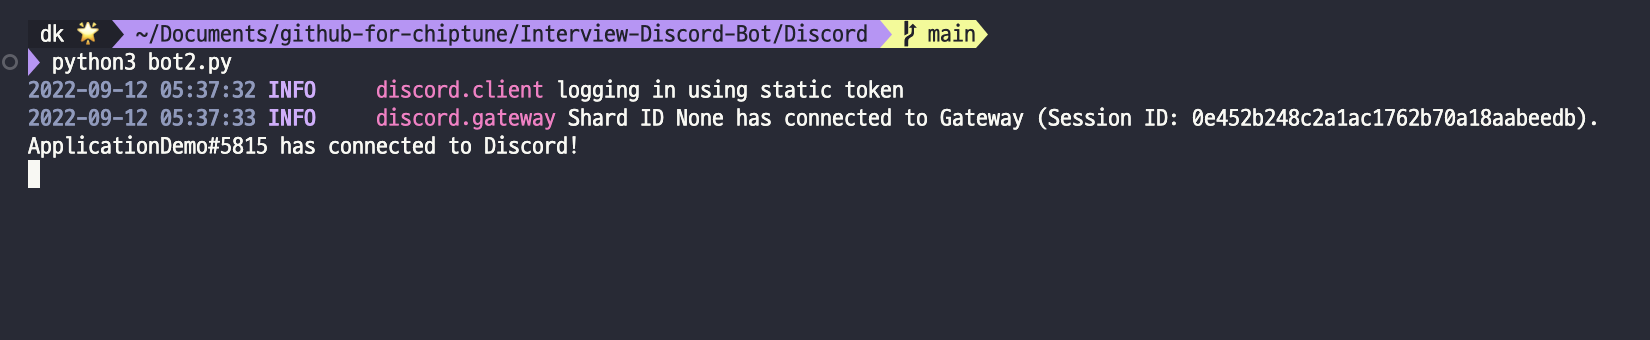 dk 🌟 ~/Documents/github-for-chiptune/Interview-Discord-Bot/Discord main
python3 bot2.py
2022-09-12 05:37:32 INFO     discord.client logging in using static token
2022-09-12 05:37:33 INFO     discord.gateway Shard ID None has connected to Gateway (Session ID: 0e452b248c2a1ac1762b70a18aabeedb).
ApplicationDemo#5815 has connected to Discord!